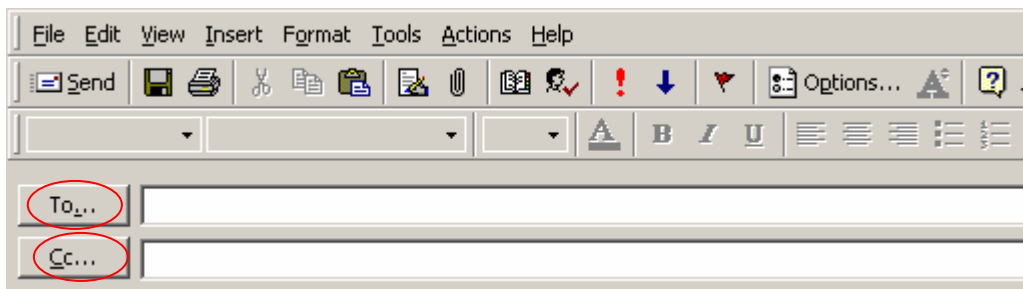 File Edit View Insert Format Tools Actions Help
Send Options...
A B I U
To...
Cc...